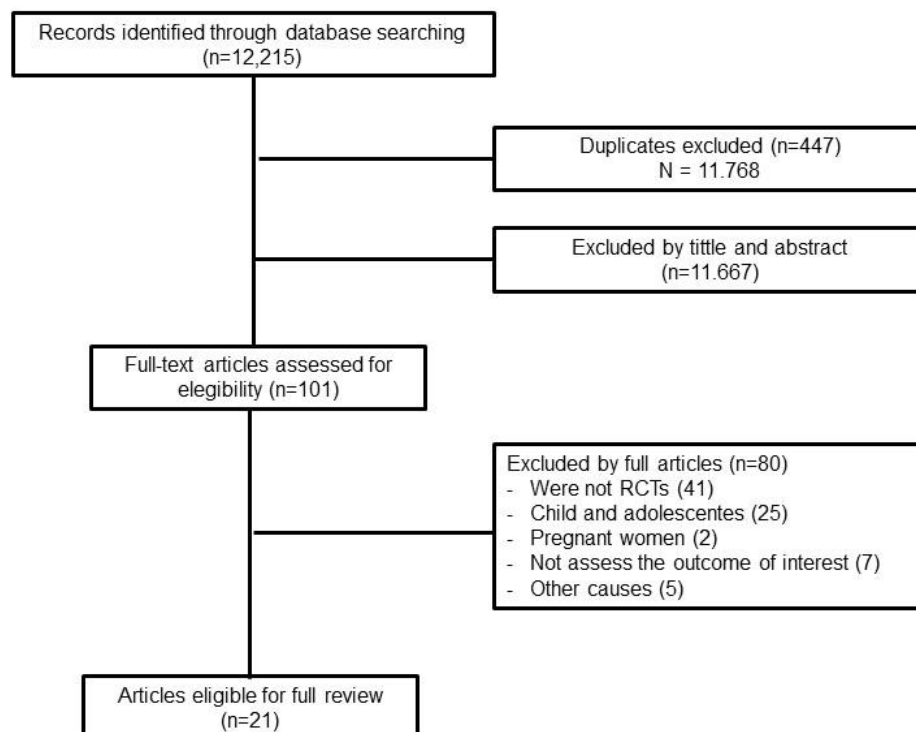 Records identified through database searching
(n=12,215)
Duplicates excluded (n=447)
N = 11.768
Excluded by tittle and abstract
(n=11.667)
Full-text articles assessed for
elegibility (n=101)
Excluded by full articles (n=80)
- Were not RCTs (41)
- Child and adolescentes (25)
- Pregnant women (2)
- Not assess the outcome of interest (7)
- Other causes (5)
Articles eligible for full review
(n=21)